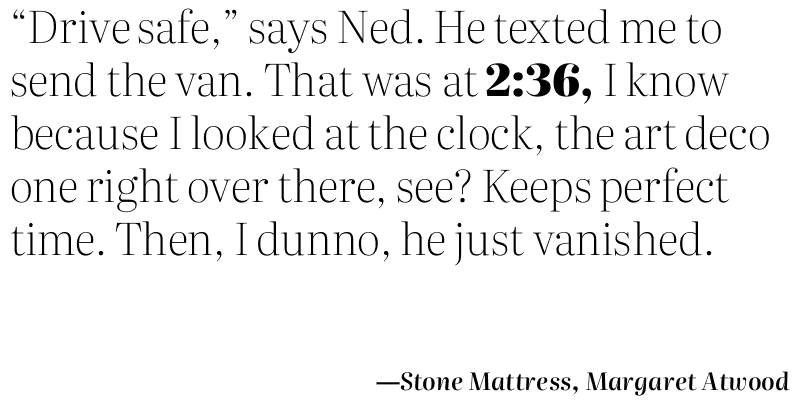 “Drive safe,” says Ned. He texted me to
send the van. That was at 2:36, I know
because I looked at the clock, the art deco
one right over there, see? Keeps perfect
time. Then, I dunno, he just vanished.
—Stone Mattress, Margaret Atwood